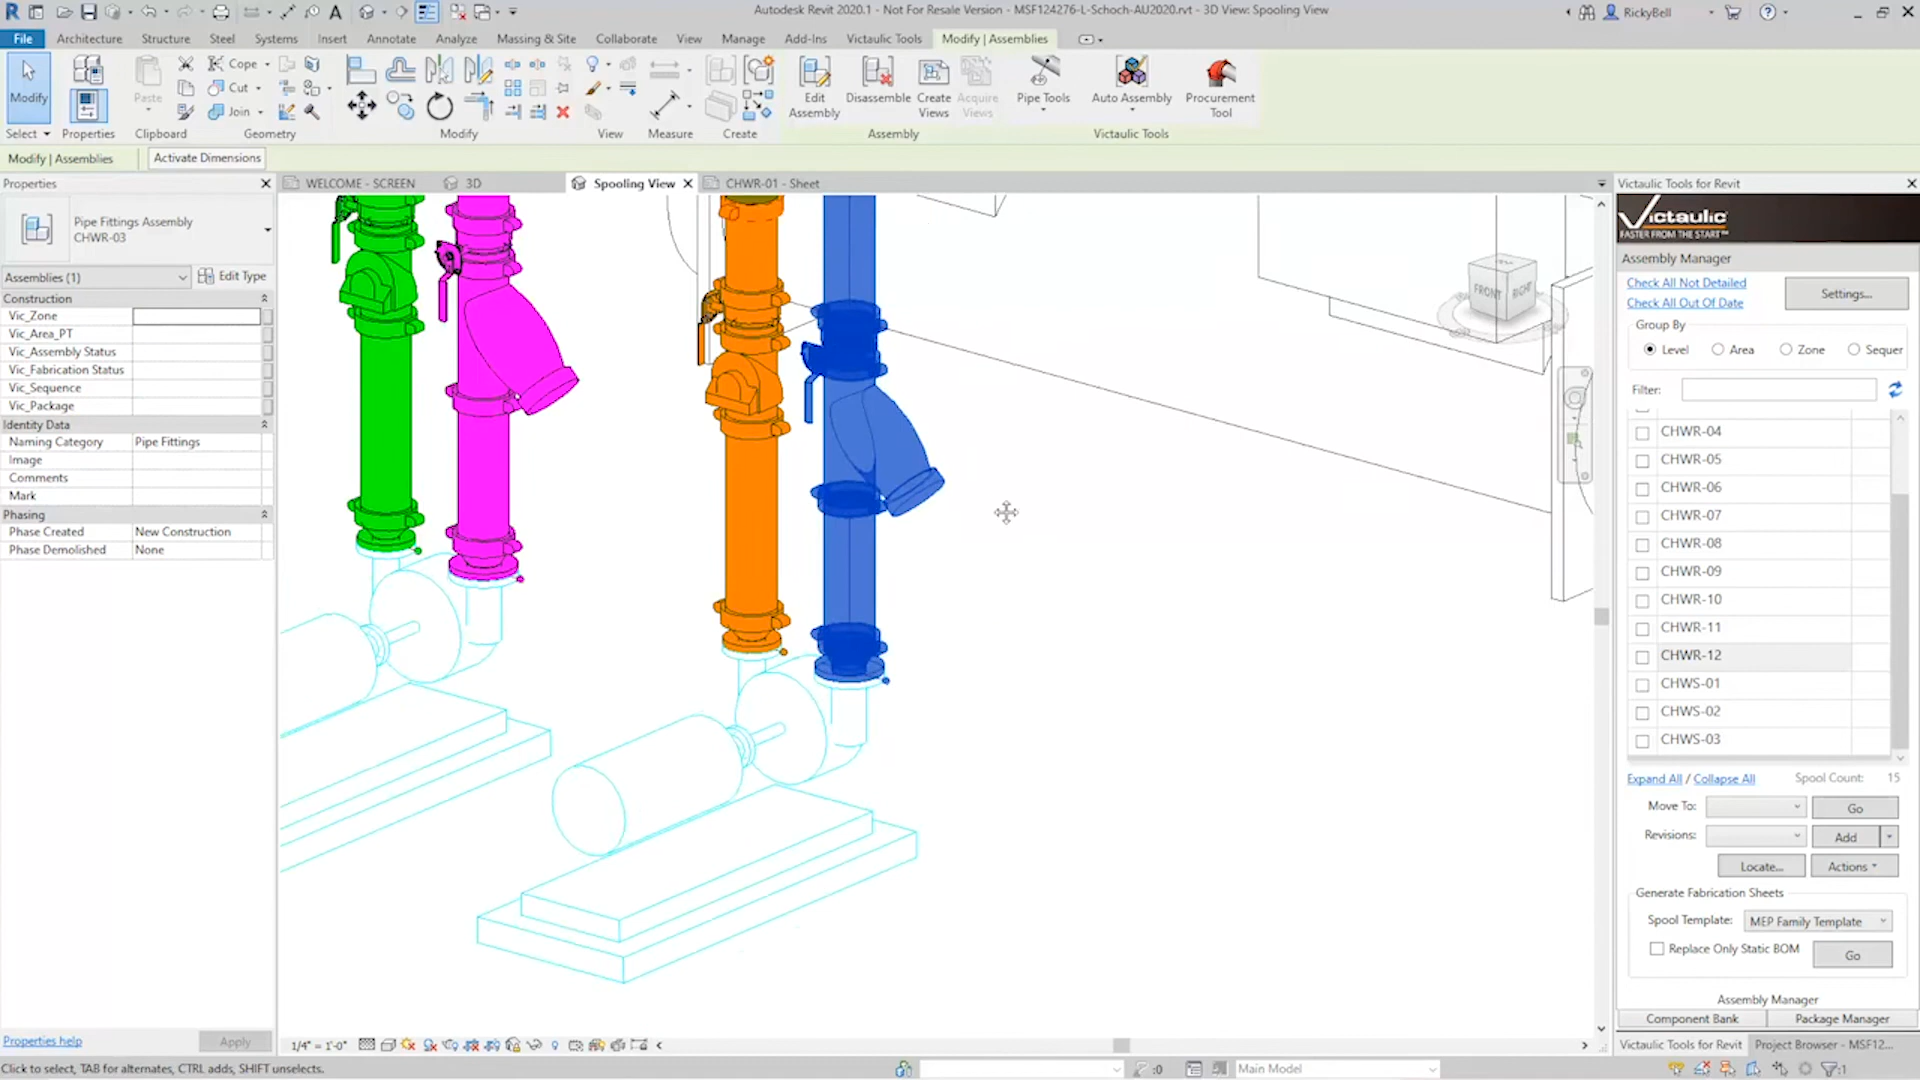 Autodesk Revit 2020.1 - Not For Resale Version - MSF124276-L-Schoch-AU2020.rvt - 3D View: Spooling View
RickyBell
File
Architecture
Structure
Steel
Systems
Insert
Annotate
Analyze
Massing & Site
Collaborate
View
Manage
Add-Ins
Victaulic Tools
Modify | Assemblies
Modify
Paste
Cope
Cut
Join
Edit Assembly
Disassemble
Create Views
Acquire Views
Pipe Tools
Auto Assembly
Procurement Tool
Select
Properties
Clipboard
Geometry
Modify
View
Measure
Create
Assembly
Victaulic Tools
Modify | Assemblies
Activate Dimensions
Properties
WELCOME - SCREEN
3D
Spooling View
CHWR-01 - Sheet
Victaulic Tools for Revit
Pipe Fittings Assembly
CHWR-03
Assemblies (1)
Edit Type
Construction
Vic_Zone
Vic_Area_PT
Vic_Assembly Status
Vic_Fabrication Status
Vic_Sequence
Vic_Package
Identity Data
Naming Category Pipe Fittings
Image
Comments
Mark
Phasing
Phase Created New Construction
Phase Demolished None
Properties help
Apply
FRONT
RIGHT
Victaulic
FASTER FROM THE START™
Assembly Manager
Check All Not Detailed
Check All Out Of Date
Settings...
Group By
Level
Area
Zone
Sequer
Filter:
CHWR-04
CHWR-05
CHWR-06
CHWR-07
CHWR-08
CHWR-09
CHWR-10
CHWR-11
CHWR-12
CHWS-01
CHWS-02
CHWS-03
Expand All / Collapse All
Spool Count: 15
Move To:
Go
Revisions:
Add
Locate...
Actions
Generate Fabrication Sheets
Spool Template:
MEP Family Template
Replace Only Static BOM
Go
Assembly Manager
Component Bank
Package Manager
Victaulic Tools for Revit
Project Browser - MSF12...
1/4" = 1'-0"
Click to select, TAB for alternates, CTRL adds, SHIFT unselects.
:0
Main Model
:1